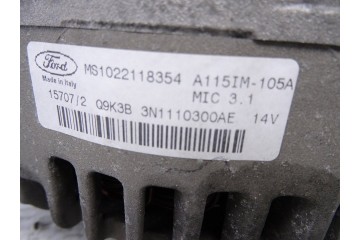 Ford
MS1022118354 A115IM-105A
Made in Italy
MIC 3.1
15707/2 Q9K3B 3N1110300AE 14V